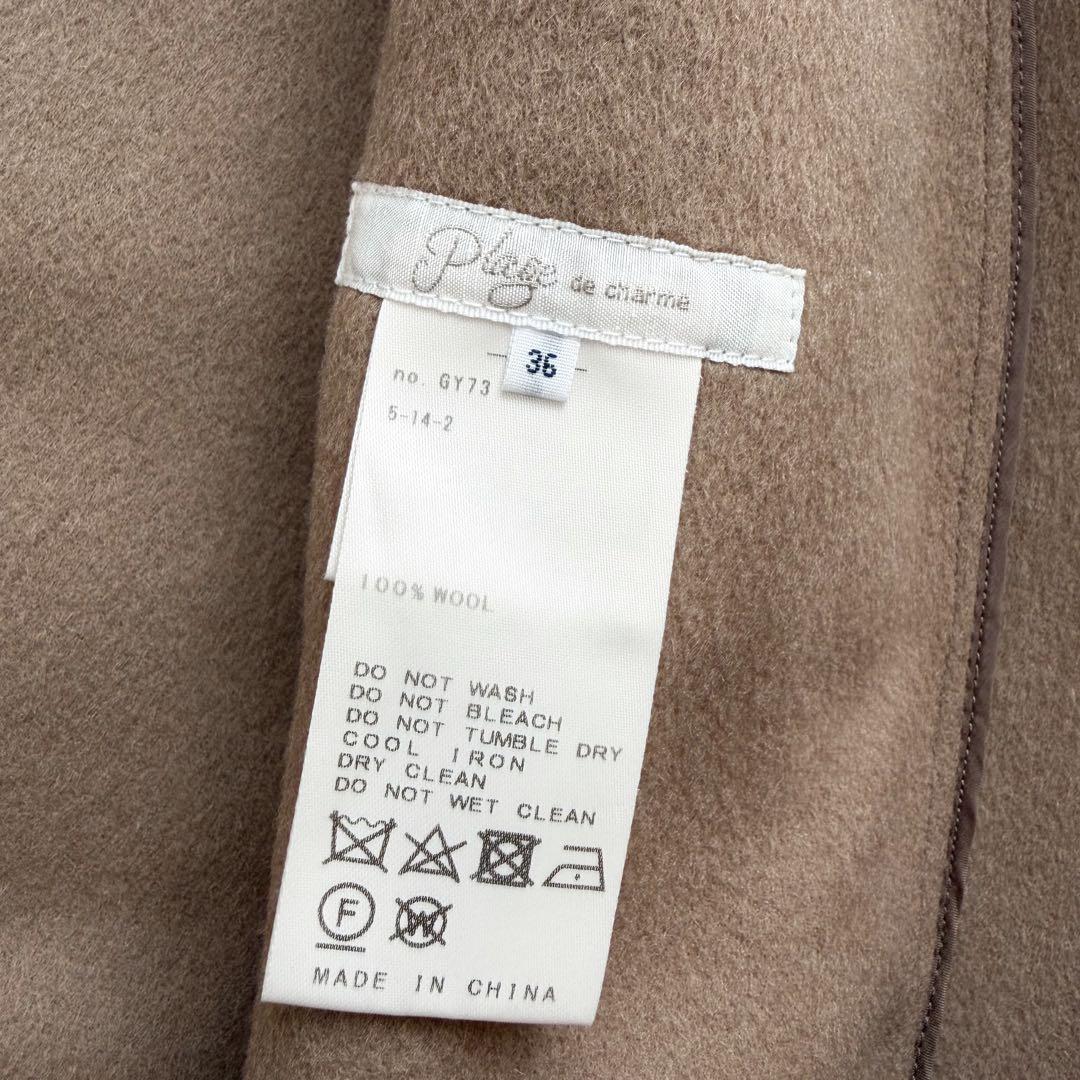 Plage de charme
36
no. GY73
5-14-2
100% WOOL
DO NOT WASH
DO NOT BLEACH
DO NOT TUMBLE DRY
COOL IRON
DRY CLEAN
DO NOT WET CLEAN
F W
MADE IN CHINA